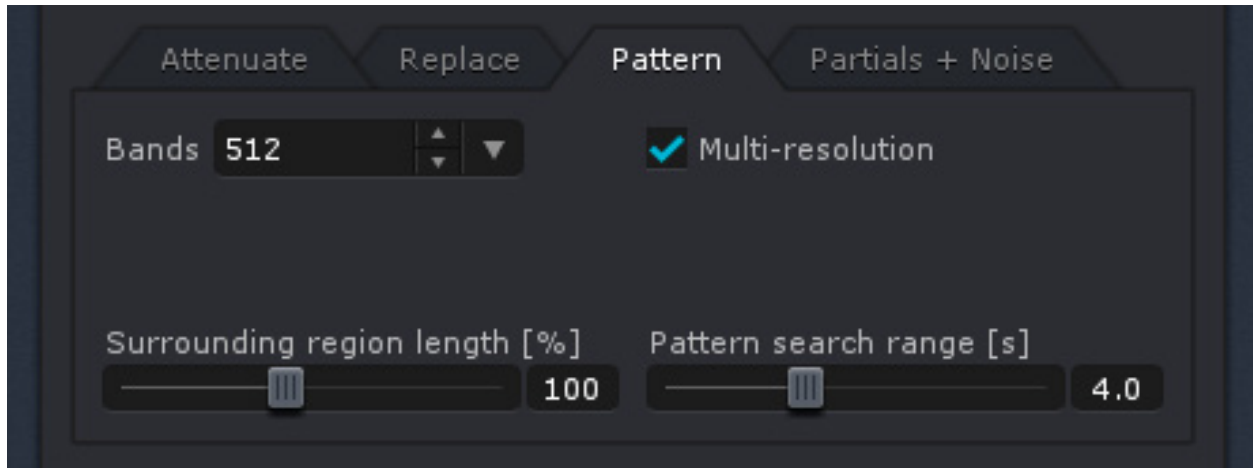 Attenuate Replace Pattern Partials + Noise
Bands 512 Multi-resolution
Surrounding region length [%] Pattern search range [s]
100 4.0